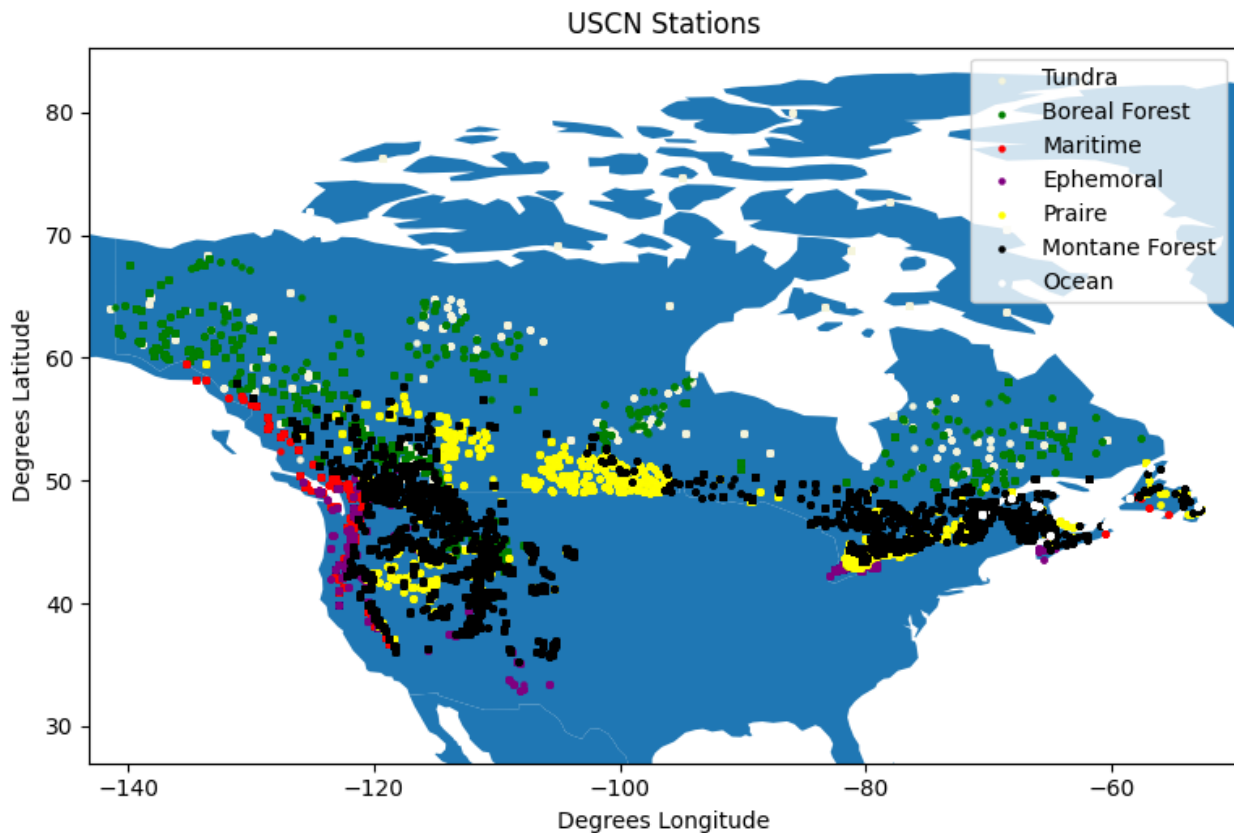 USCN Stations
Tundra
Boreal Forest
Maritime
Ephemoral
Praire
Montane Forest
Ocean
80
70
60
50
40
30
Degrees Latitude
−140
−120
−100
−80
−60
Degrees Longitude